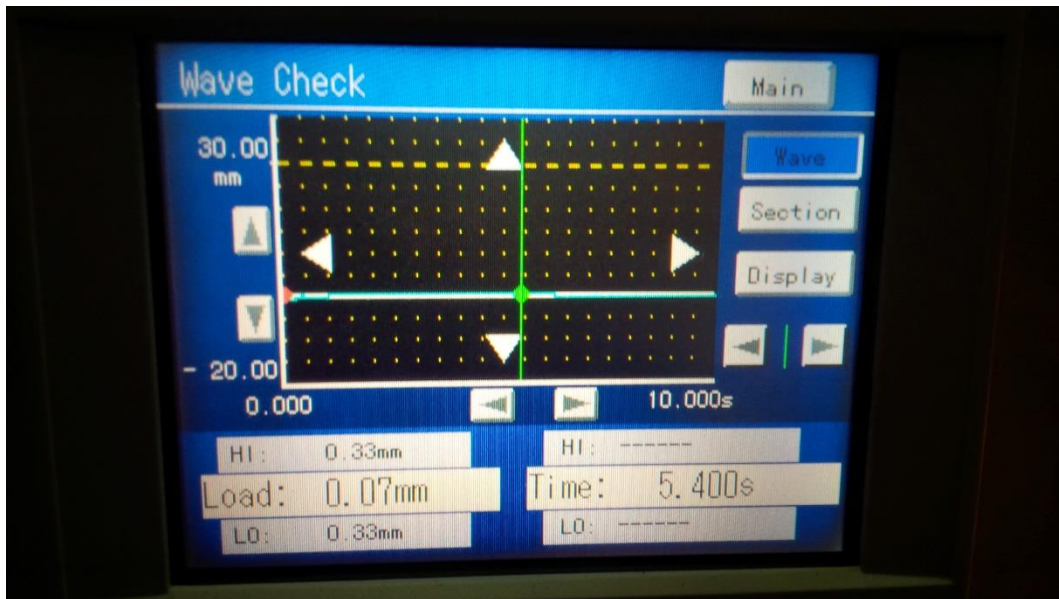 Wave Check
Main
30.00
mm
Wave
Section
Display
- 20.00
0.000
10.000s
HI: 0.33mm
HI: ------
Load: 0.07mm
Time: 5.400s
LO: 0.33mm
LO: ------